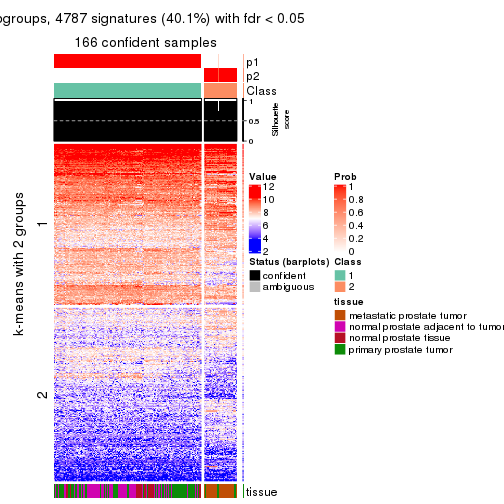 ogroups, 4787 signatures (40.1%) with fdr < 0.05
166 confident samples
p1
p2
Class
1
0.5
0
Silhouette
score
k-means with 2 groups
1
2
Value
12
10
8
6
4
2
Prob
1
0.8
0.6
0.4
0.2
0
Status (barplots)
confident
ambiguous
Class
1
2
tissue
metastatic prostate tumor
normal prostate adjacent to tumor
normal prostate tissue
primary prostate tumor
tissue